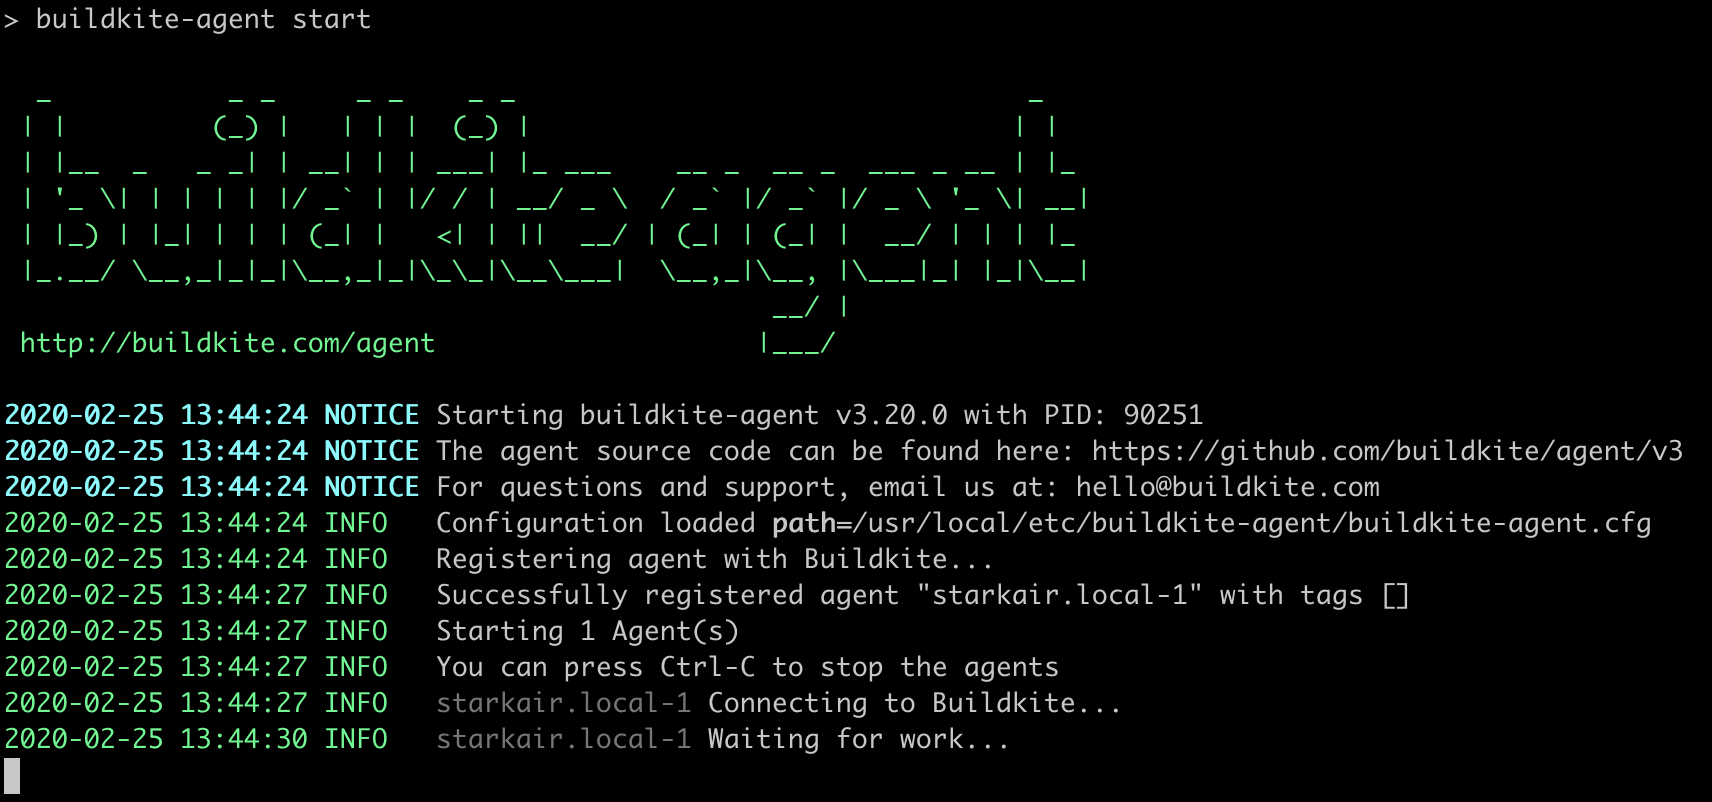 > buildkite-agent start
buildkite agent
http://buildkite.com/agent
2020-02-25 13:44:24 NOTICE Starting buildkite-agent v3.20.0 with PID: 90251
2020-02-25 13:44:24 NOTICE The agent source code can be found here: https://github.com/buildkite/agent/v3
2020-02-25 13:44:24 NOTICE For questions and support, email us at: hello@buildkite.com
2020-02-25 13:44:24 INFO Configuration loaded path=/usr/local/etc/buildkite-agent/buildkite-agent.cfg
2020-02-25 13:44:24 INFO Registering agent with Buildkite...
2020-02-25 13:44:27 INFO Successfully registered agent "starkair.local-1" with tags []
2020-02-25 13:44:27 INFO Starting 1 Agent(s)
2020-02-25 13:44:27 INFO You can press Ctrl-C to stop the agents
2020-02-25 13:44:27 INFO starkair.local-1 Connecting to Buildkite...
2020-02-25 13:44:30 INFO starkair.local-1 Waiting for work...